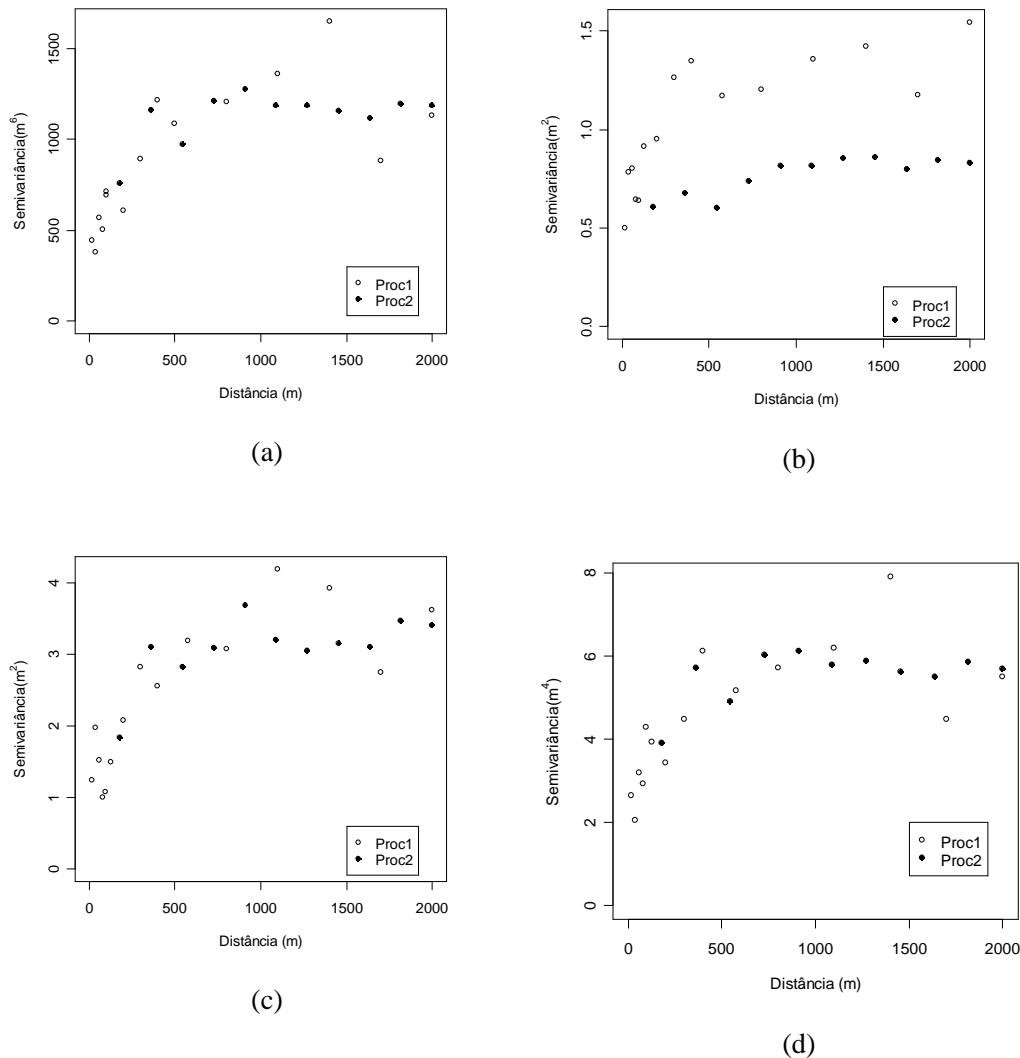 Semivariância(m⁶)
1500
1000
500
0
Proc1
Proc2
0 500 1000 1500 2000
Distância (m)
(a)
Semivariância(m²)
1.5
1.0
0.5
0.0
Proc1
Proc2
0 500 1000 1500 2000
Distância (m)
(b)
Semivariância(m²)
4
3
2
1
0
Proc1
Proc2
0 500 1000 1500 2000
Distância (m)
(c)
Semivariância(m⁴)
8
6
4
2
0
Proc1
Proc2
0 500 1000 1500 2000
Distância (m)
(d)